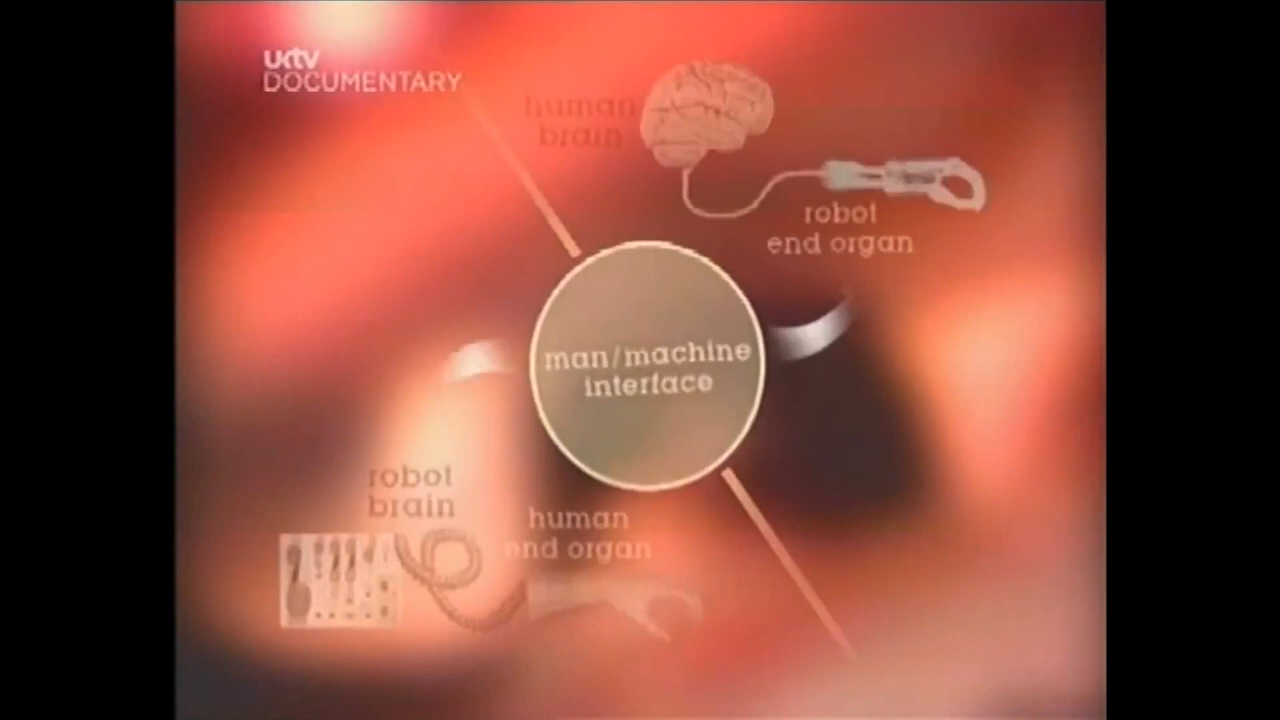 UKTV
DOCUMENTARY
human
brain
robot
end organ
man/machine
interface
robot
brain
human
end organ